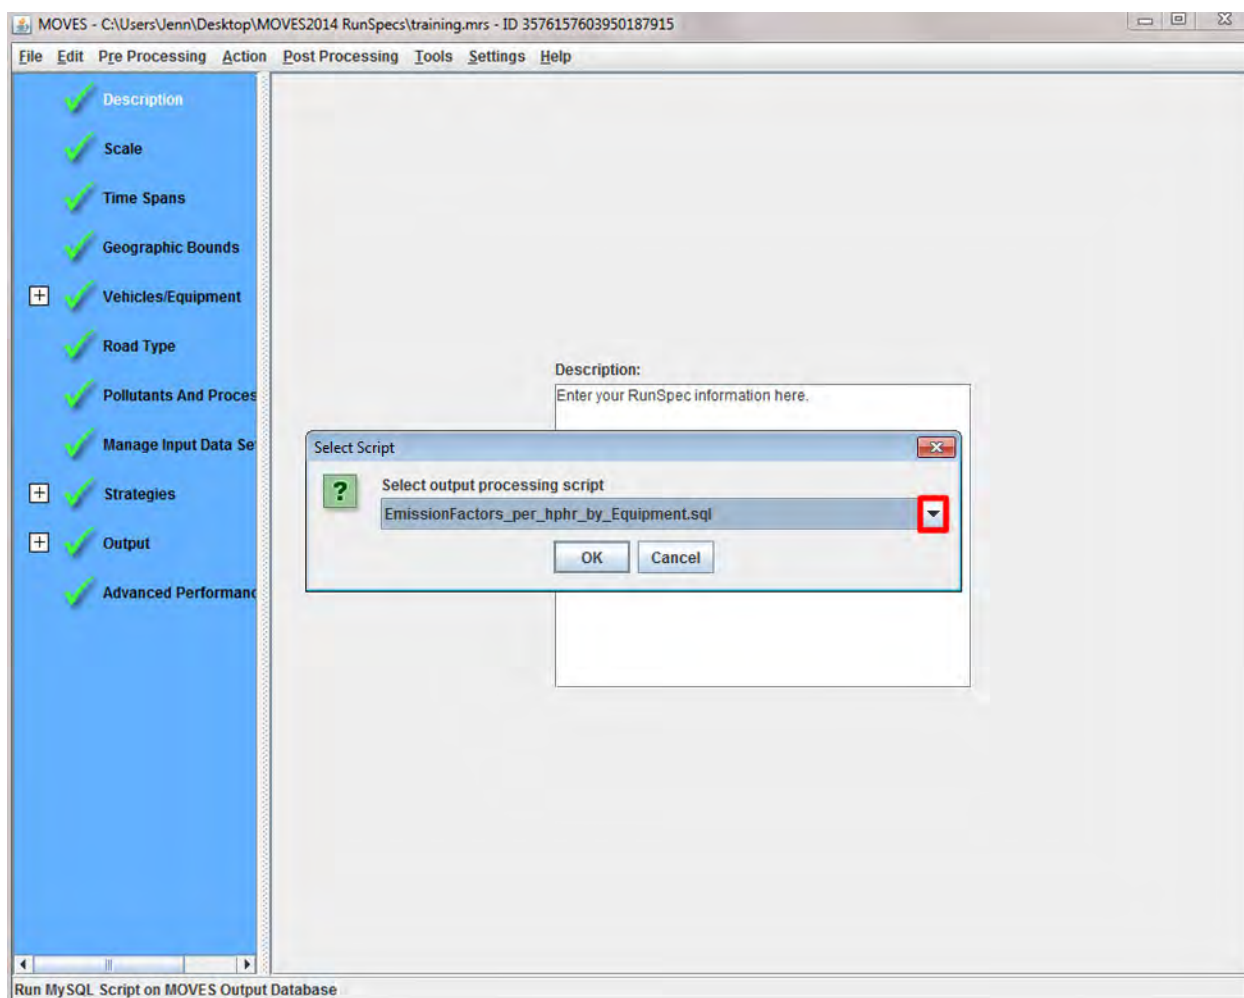 MOVES - C:\Users\Jenn\Desktop\MOVES2014 RunSpecs\training.mrs - ID 3576157603950187915
File Edit Pre Processing Action Post Processing Tools Settings Help
Description
Scale
Time Spans
Geographic Bounds
Vehicles/Equipment
Road Type
Pollutants And Proces
Manage Input Data Se
Strategies
Output
Advanced Performanc
Description:
Enter your RunSpec information here.
Select Script
Select output processing script
EmissionFactors_per_hphr_by_Equipment.sql
OK Cancel
Run MySQL Script on MOVES Output Database